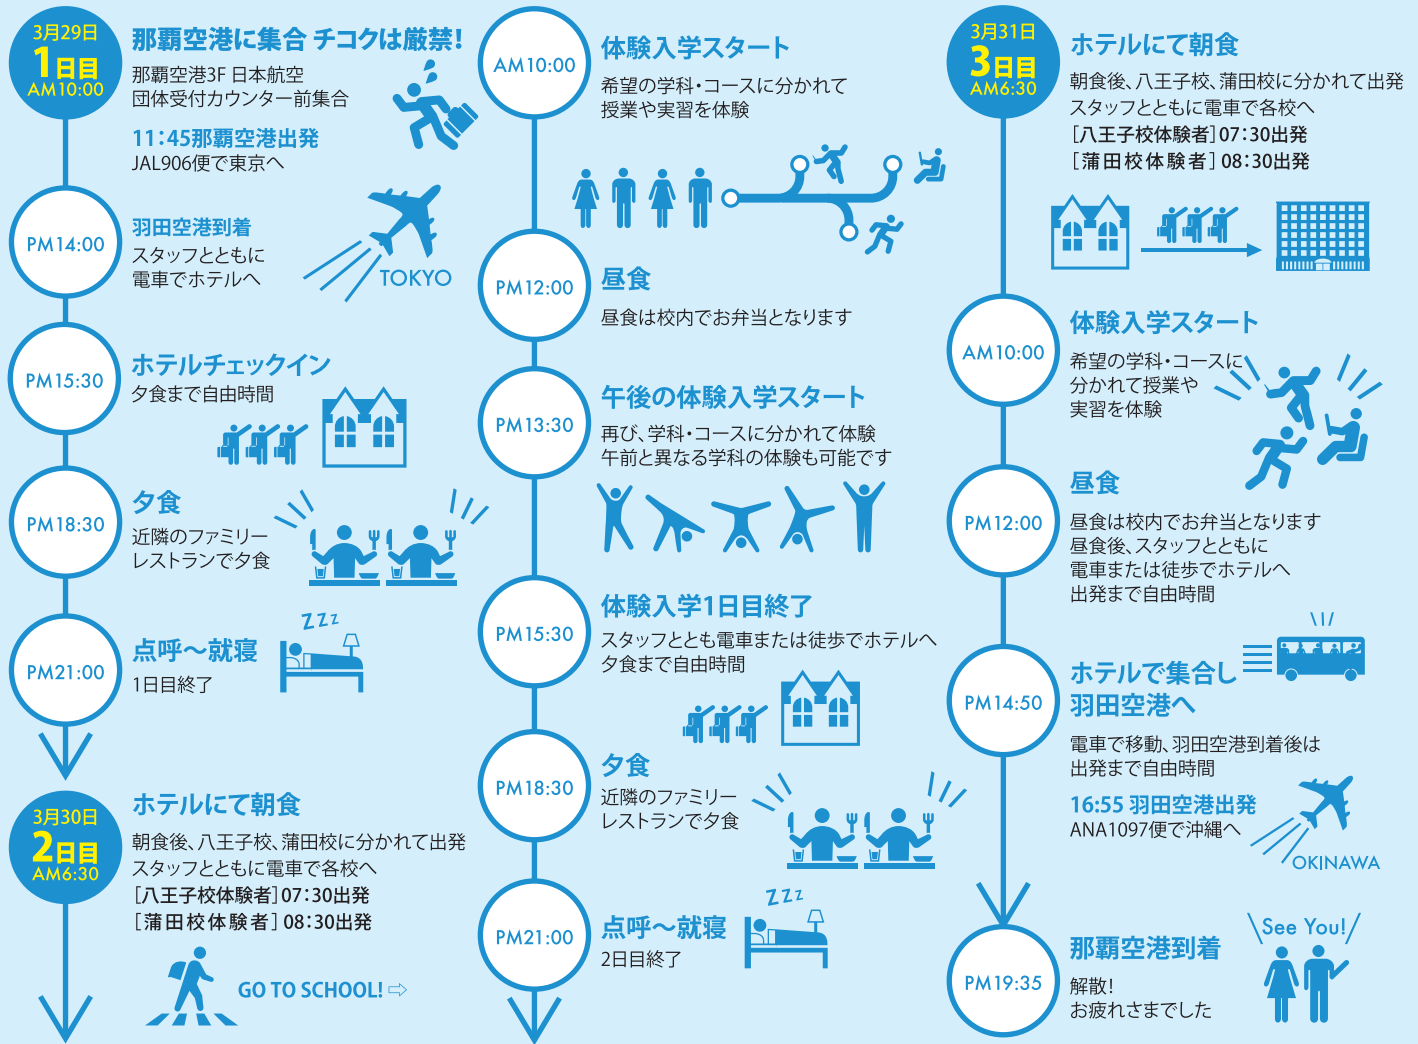 3月29日
1日目
AM10:00
那覇空港に集合 チコクは厳禁!
那覇空港3F 日本航空
団体受付カウンター前集合
11:45那覇空港出発
JAL906便で東京へ
PM14:00
羽田空港到着
スタッフとともに
電車でホテルへ
TOKYO
PM15:30
ホテルチェックイン
夕食まで自由時間
PM18:30
夕食
近隣のファミリー
レストランで夕食
PM21:00
点呼〜就寝
1日目終了
ZZZ
3月30日
2日目
AM6:30
ホテルにて朝食
朝食後、八王子校、蒲田校に分かれて出発
スタッフとともに電車で各校へ
[八王子校体験者]07:30出発
[蒲田校体験者]08:30出発
GO TO SCHOOL!⇨
AM10:00
体験入学スタート
希望の学科・コースに分かれて
授業や実習を体験
PM12:00
昼食
昼食は校内でお弁当となります
PM13:30
午後の体験入学スタート
再び、学科・コースに分かれて体験
午前と異なる学科の体験も可能です
PM15:30
体験入学1日目終了
スタッフととも電車または徒歩でホテルへ
夕食まで自由時間
PM18:30
夕食
近隣のファミリー
レストランで夕食
PM21:00
点呼〜就寝
2日目終了
ZZZ
3月31日
3日目
AM6:30
ホテルにて朝食
朝食後、八王子校、蒲田校に分かれて出発
スタッフとともに電車で各校へ
[八王子校体験者]07:30出発
[蒲田校体験者]08:30出発
AM10:00
体験入学スタート
希望の学科・コースに
分かれて授業や
実習を体験
PM12:00
昼食
昼食は校内でお弁当となります
昼食後、スタッフとともに
電車または徒歩でホテルへ
出発まで自由時間
PM14:50
ホテルで集合し
羽田空港へ
電車で移動、羽田空港到着後は
出発まで自由時間
16:55 羽田空港出発
ANA1097便で沖縄へ
OKINAWA
PM19:35
那覇空港到着
解散!
お疲れさまでした
See You!